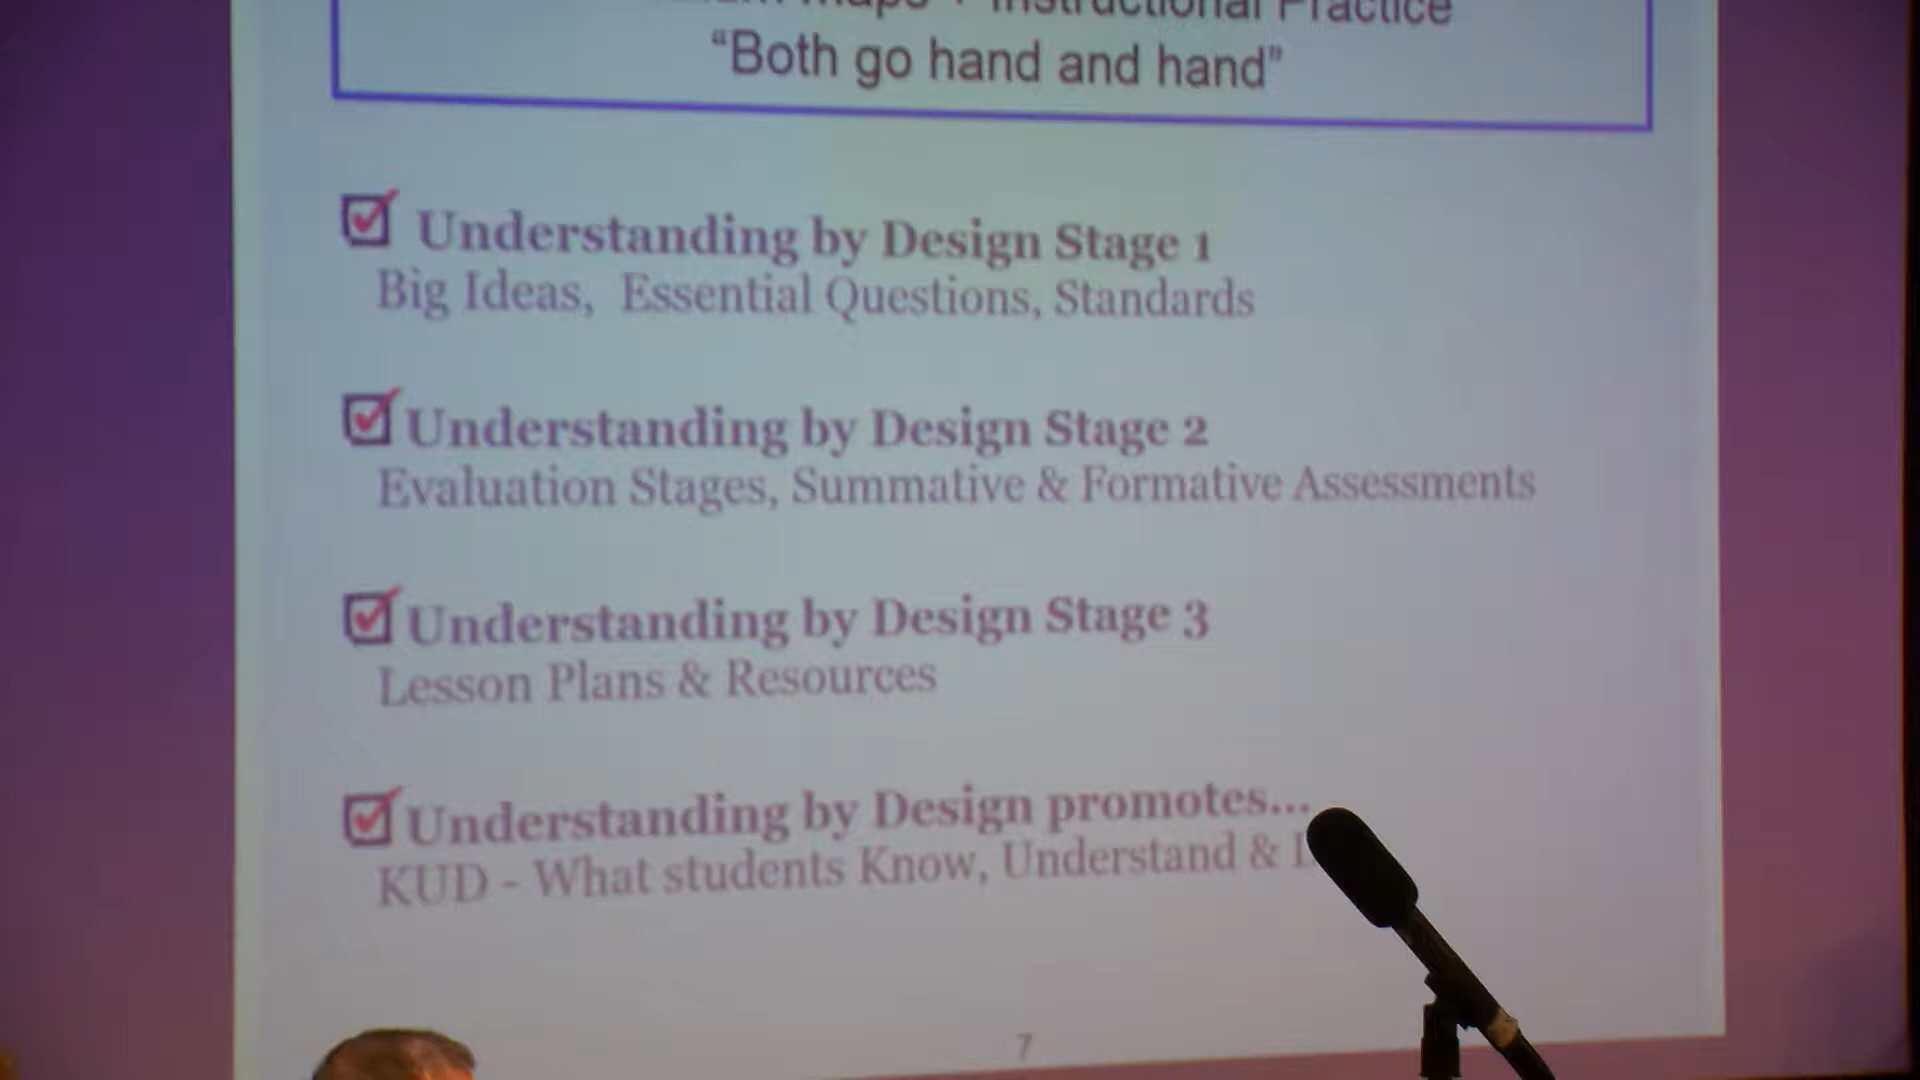 Instructional Practice
“Both go hand and hand”
Understanding by Design Stage 1
Big Ideas, Essential Questions, Standards
Understanding by Design Stage 2
Evaluation Stages, Summative & Formative Assessments
Understanding by Design Stage 3
Lesson Plans & Resources
Understanding by Design promotes...
KUD - What students Know, Understand &
7